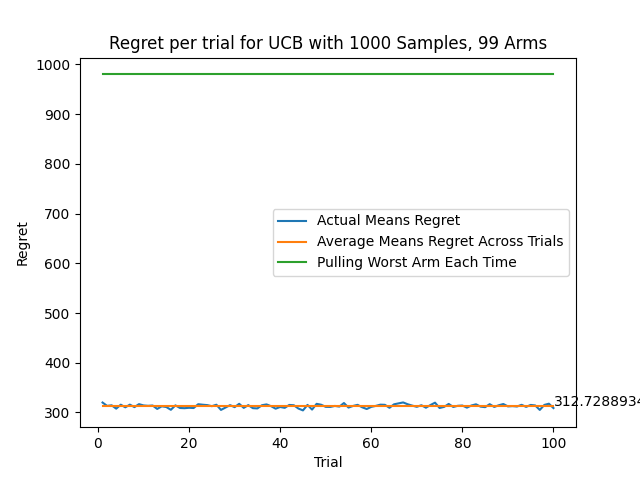 Regret per trial for UCB with 1000 Samples, 99 Arms
1000
900
800
700
600
500
400
300
Regret
Actual Means Regret
Average Means Regret Across Trials
Pulling Worst Arm Each Time
312.7288934
0 20 40 60 80 100
Trial